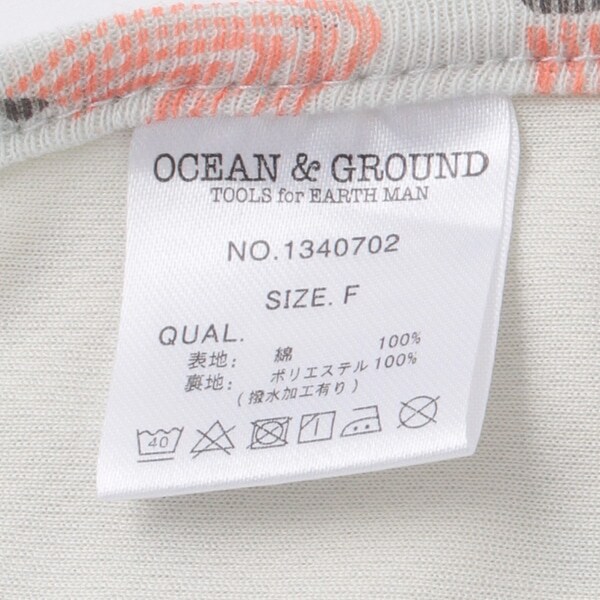 OCEAN & GROUND
TOOLS for EARTH MAN
NO.1340702
SIZE. F
QUAL.
表地: 綿 100%
裏地: ポリエステル 100%
(撥水加工有り)
40